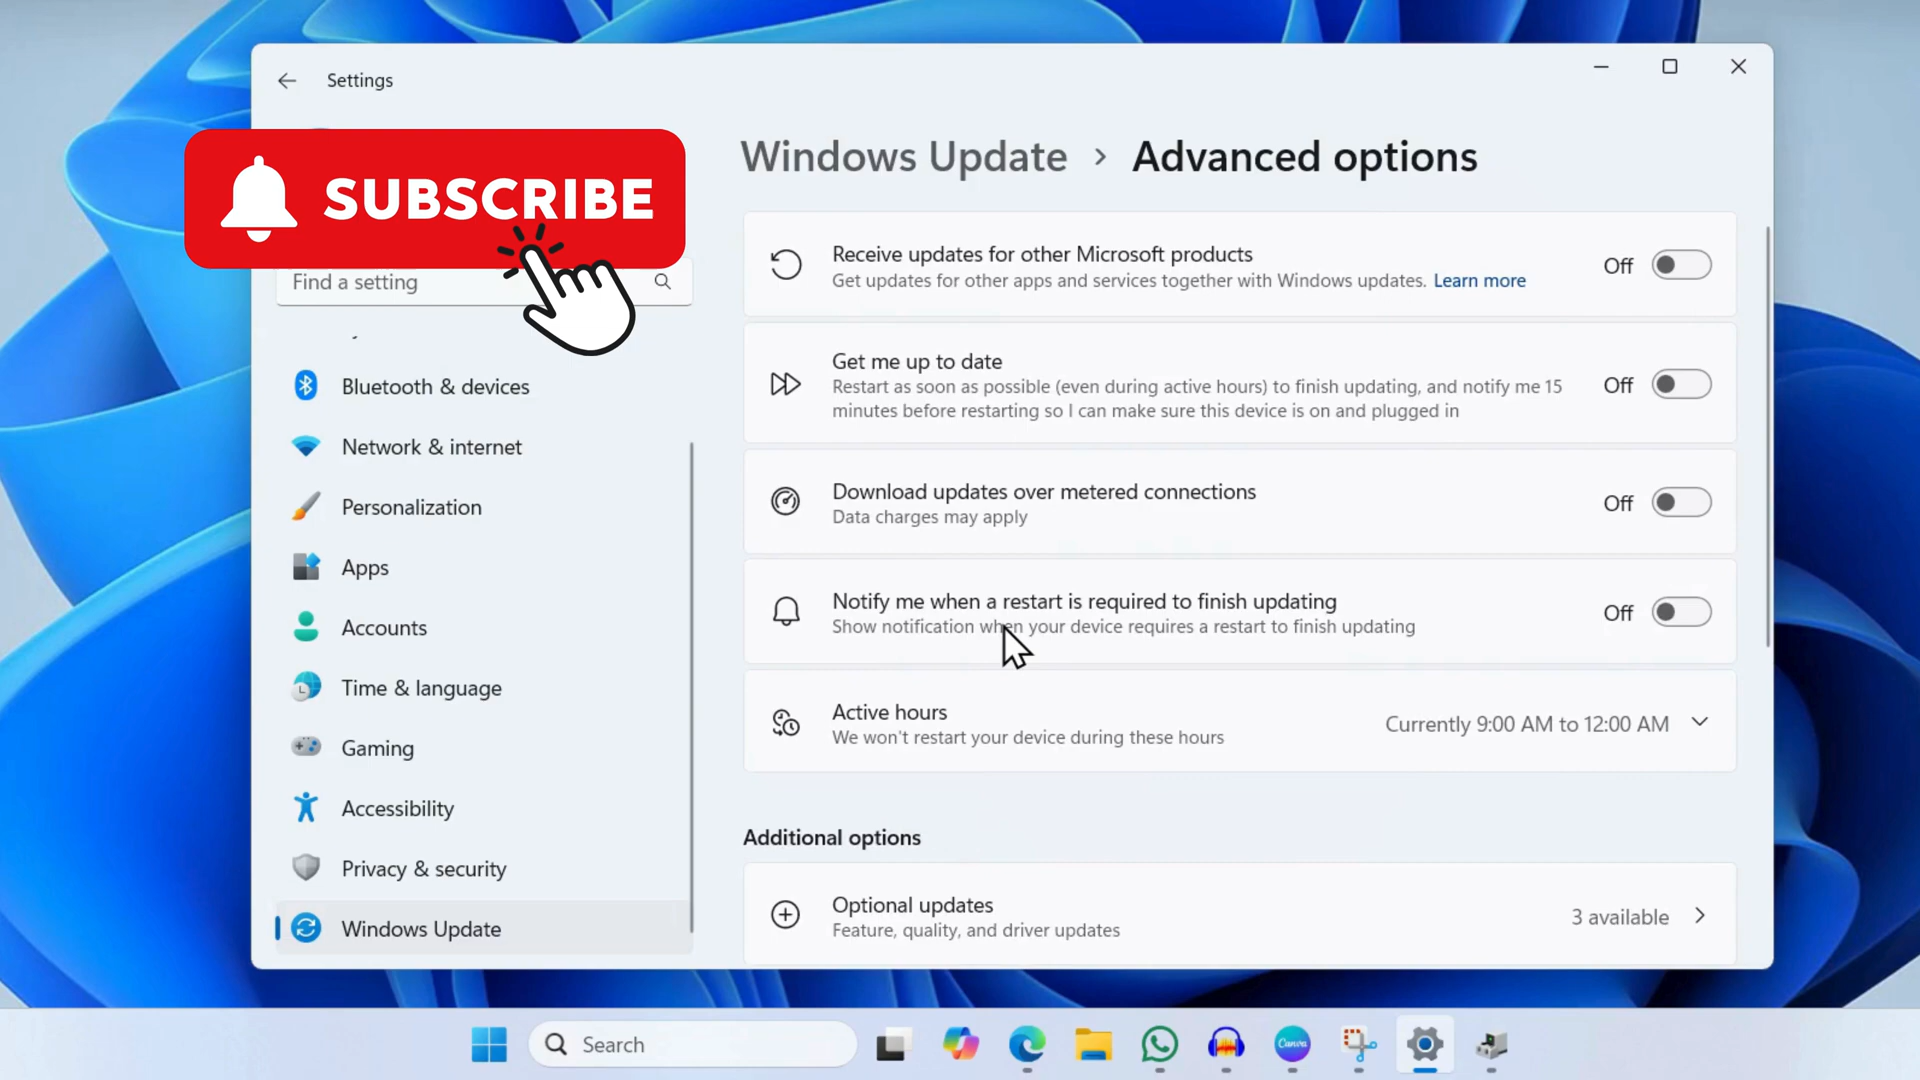 Settings
SUBSCRIBE
Find a setting
Bluetooth & devices
Network & internet
Personalization
Apps
Accounts
Time & language
Gaming
Accessibility
Privacy & security
Windows Update
Windows Update > Advanced options
Receive updates for other Microsoft products
Get updates for other apps and services together with Windows updates. Learn more
Off
Get me up to date
Restart as soon as possible (even during active hours) to finish updating, and notify me 15
minutes before restarting so I can make sure this device is on and plugged in
Off
Download updates over metered connections
Data charges may apply
Off
Notify me when a restart is required to finish updating
Show notification when your device requires a restart to finish updating
Off
Active hours
We won't restart your device during these hours
Currently 9:00 AM to 12:00 AM
Additional options
Optional updates
Feature, quality, and driver updates
3 available
Search
Canva